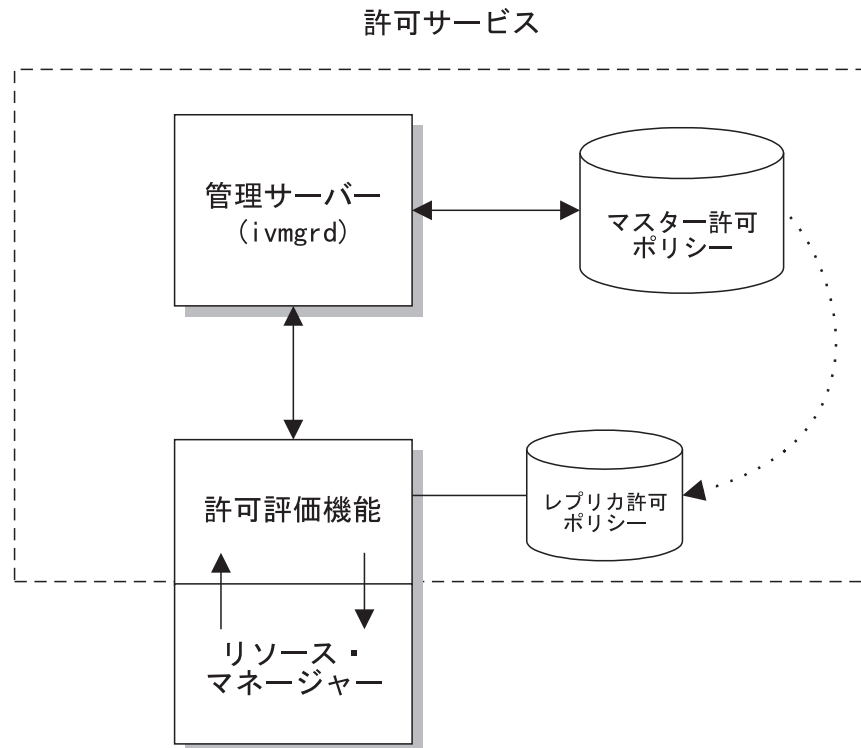 許可サービス
管理サーバー
(ivmgrd)
マスター許可
ポリシー
許可評価機能
レプリカ許可
ポリシー
リソース・
マネージャー